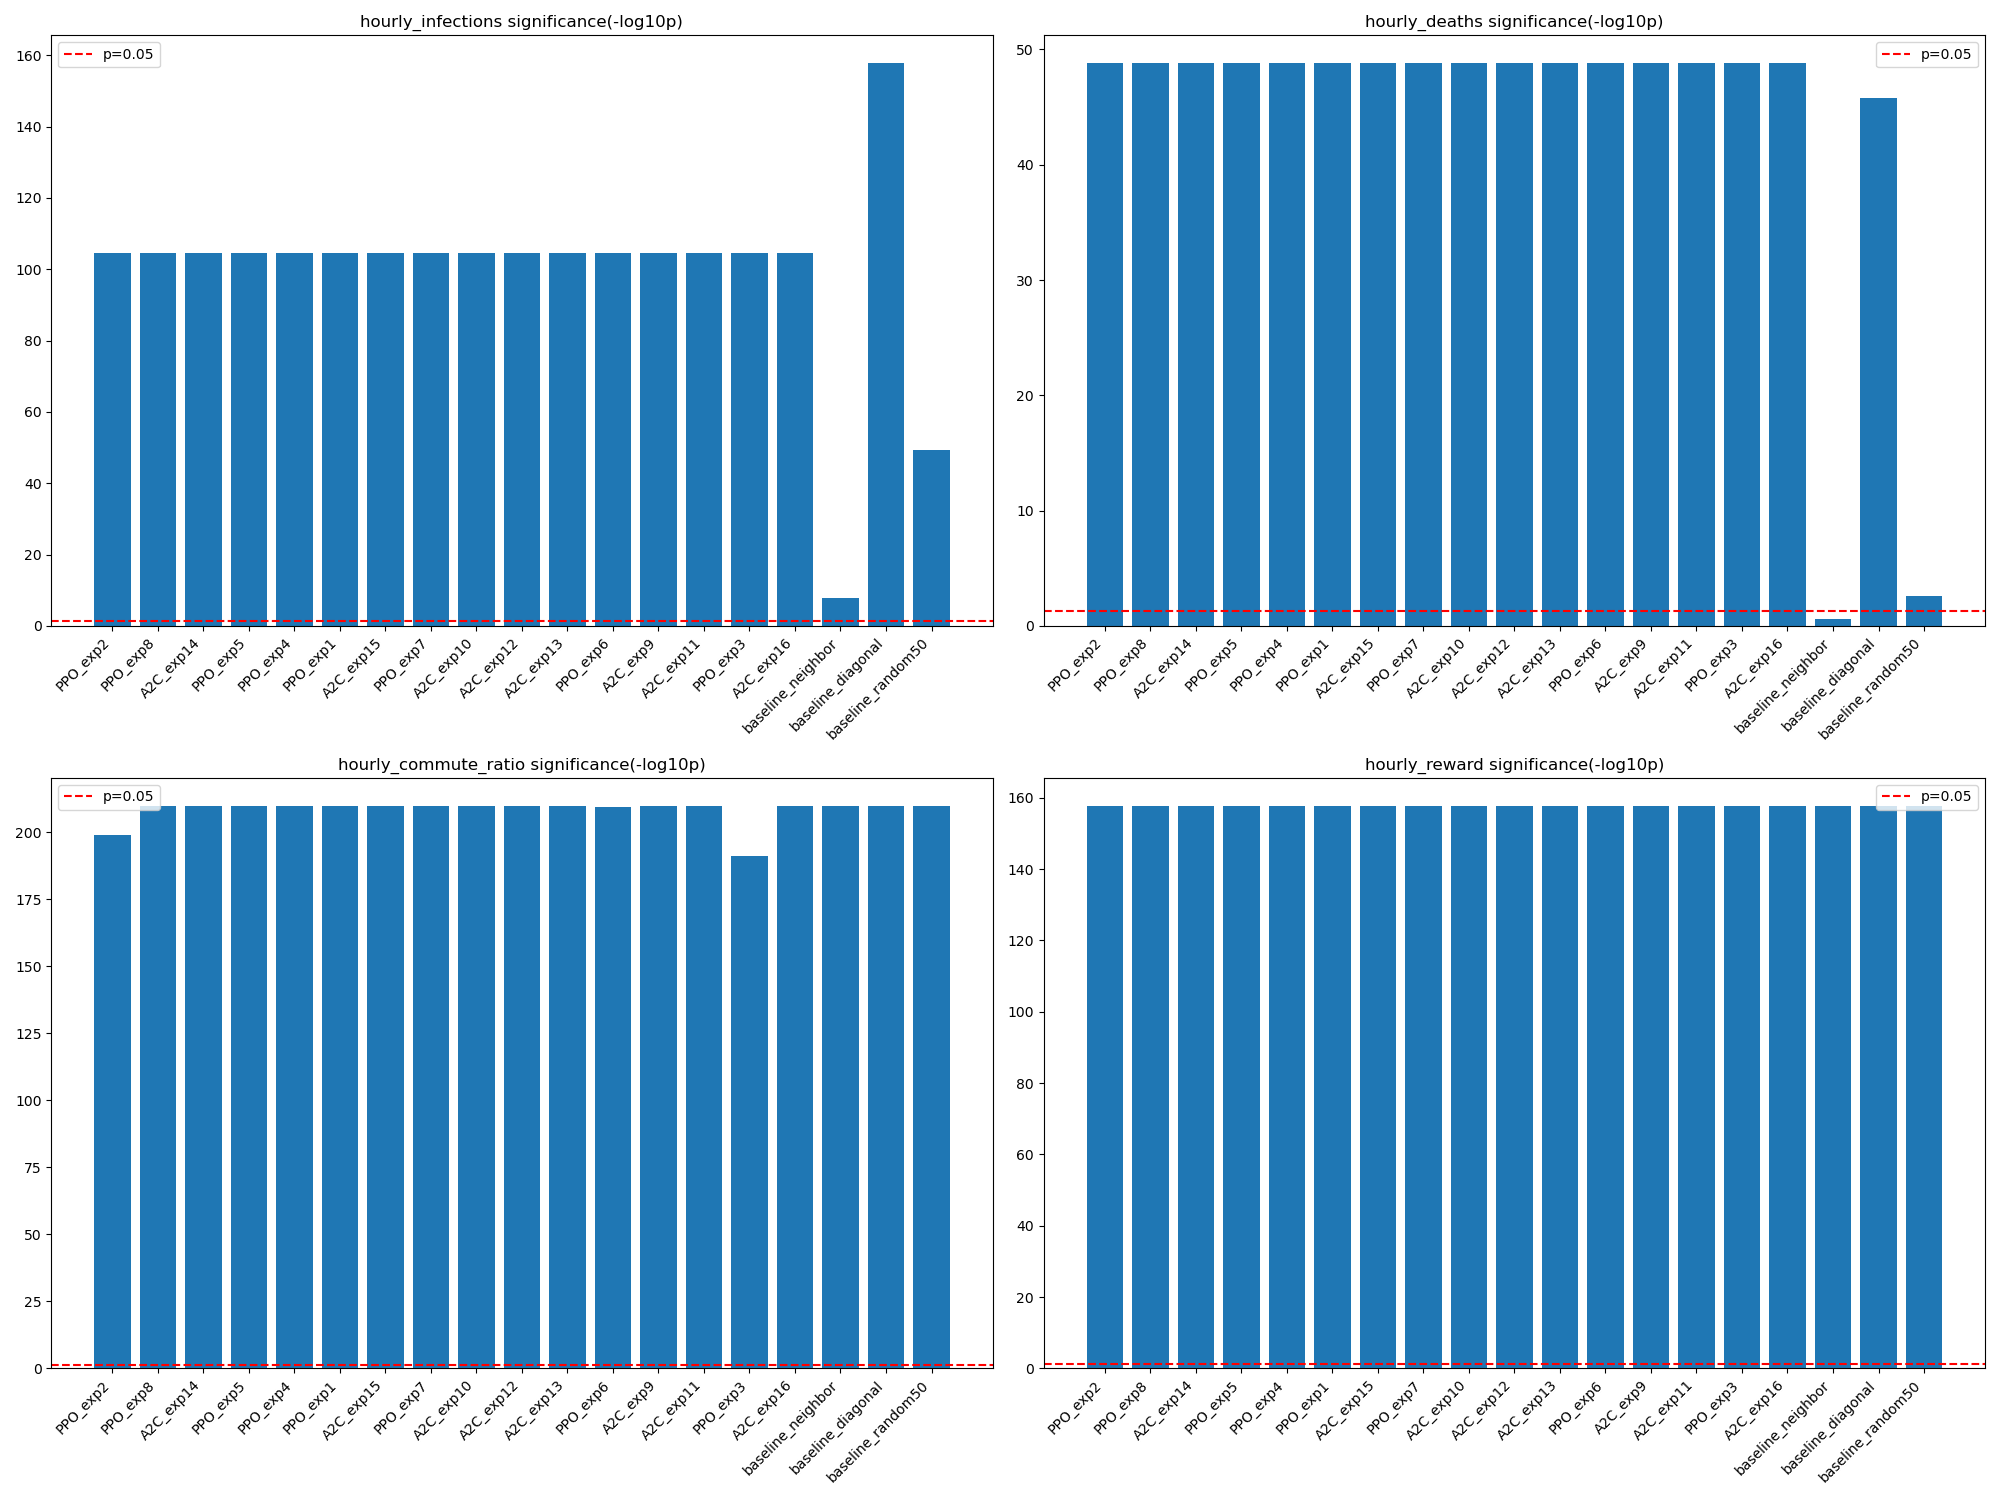 hourly_infections significance(-log10p)
p=0.05
160
140
120
100
80
60
40
20
0
PPO_exp2
PPO_exp8
A2C_exp14
PPO_exp5
PPO_exp4
PPO_exp1
A2C_exp15
PPO_exp7
A2C_exp10
A2C_exp12
A2C_exp13
PPO_exp6
A2C_exp9
A2C_exp11
PPO_exp3
A2C_exp16
baseline_neighbor
baseline_diagonal
baseline_random50
hourly_deaths significance(-log10p)
p=0.05
50
40
30
20
10
0
PPO_exp2
PPO_exp8
A2C_exp14
PPO_exp5
PPO_exp4
PPO_exp1
A2C_exp15
PPO_exp7
A2C_exp10
A2C_exp12
A2C_exp13
PPO_exp6
A2C_exp9
A2C_exp11
PPO_exp3
A2C_exp16
baseline_neighbor
baseline_diagonal
baseline_random50
hourly_commute_ratio significance(-log10p)
p=0.05
200
175
150
125
100
75
50
25
0
PPO_exp2
PPO_exp8
A2C_exp14
PPO_exp5
PPO_exp4
PPO_exp1
A2C_exp15
PPO_exp7
A2C_exp10
A2C_exp12
A2C_exp13
PPO_exp6
A2C_exp9
A2C_exp11
PPO_exp3
A2C_exp16
baseline_neighbor
baseline_diagonal
baseline_random50
hourly_reward significance(-log10p)
p=0.05
160
140
120
100
80
60
40
20
0
PPO_exp2
PPO_exp8
A2C_exp14
PPO_exp5
PPO_exp4
PPO_exp1
A2C_exp15
PPO_exp7
A2C_exp10
A2C_exp12
A2C_exp13
PPO_exp6
A2C_exp9
A2C_exp11
PPO_exp3
A2C_exp16
baseline_neighbor
baseline_diagonal
baseline_random50